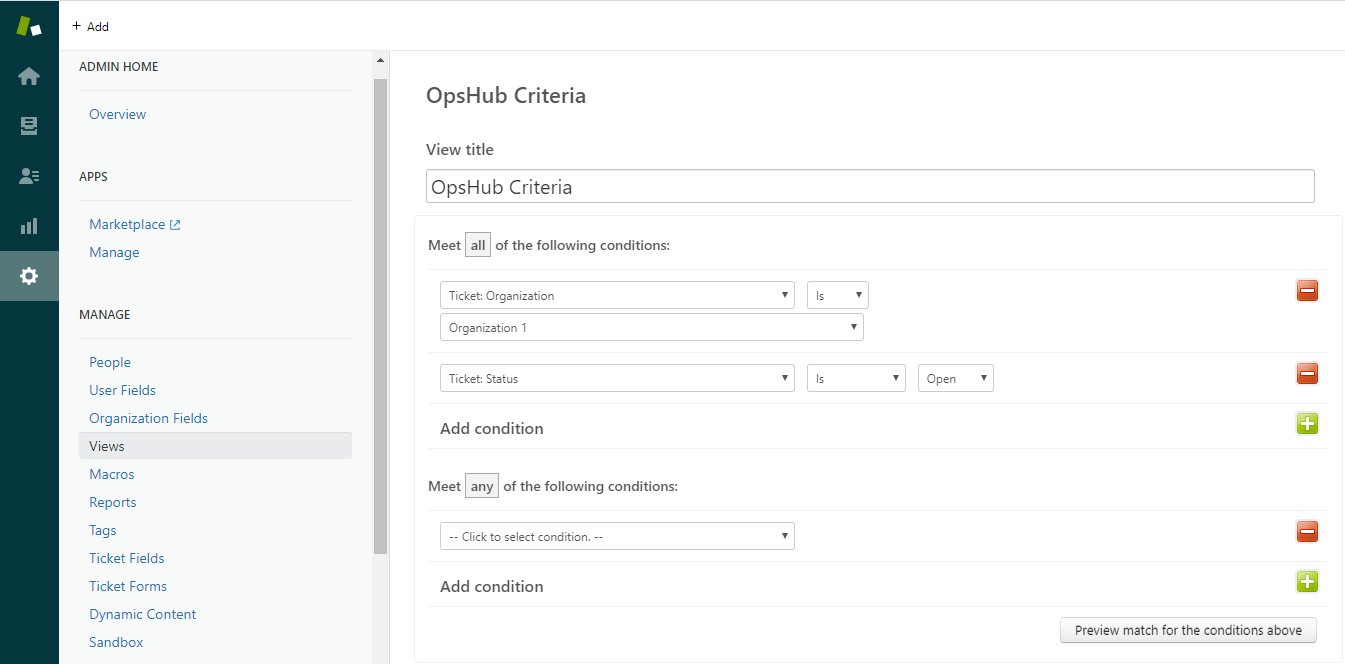 + Add
ADMIN HOME
Overview
APPS
Marketplace
Manage
MANAGE
People
User Fields
Organization Fields
Views
Macros
Reports
Tags
Ticket Fields
Ticket Forms
Dynamic Content
Sandbox
OpsHub Criteria
View title
OpsHub Criteria
Meet all of the following conditions:
Ticket: Organization Is
Organization 1
Ticket: Status Is Open
Add condition
Meet any of the following conditions:
-- Click to select condition. --
Add condition
Preview match for the conditions above